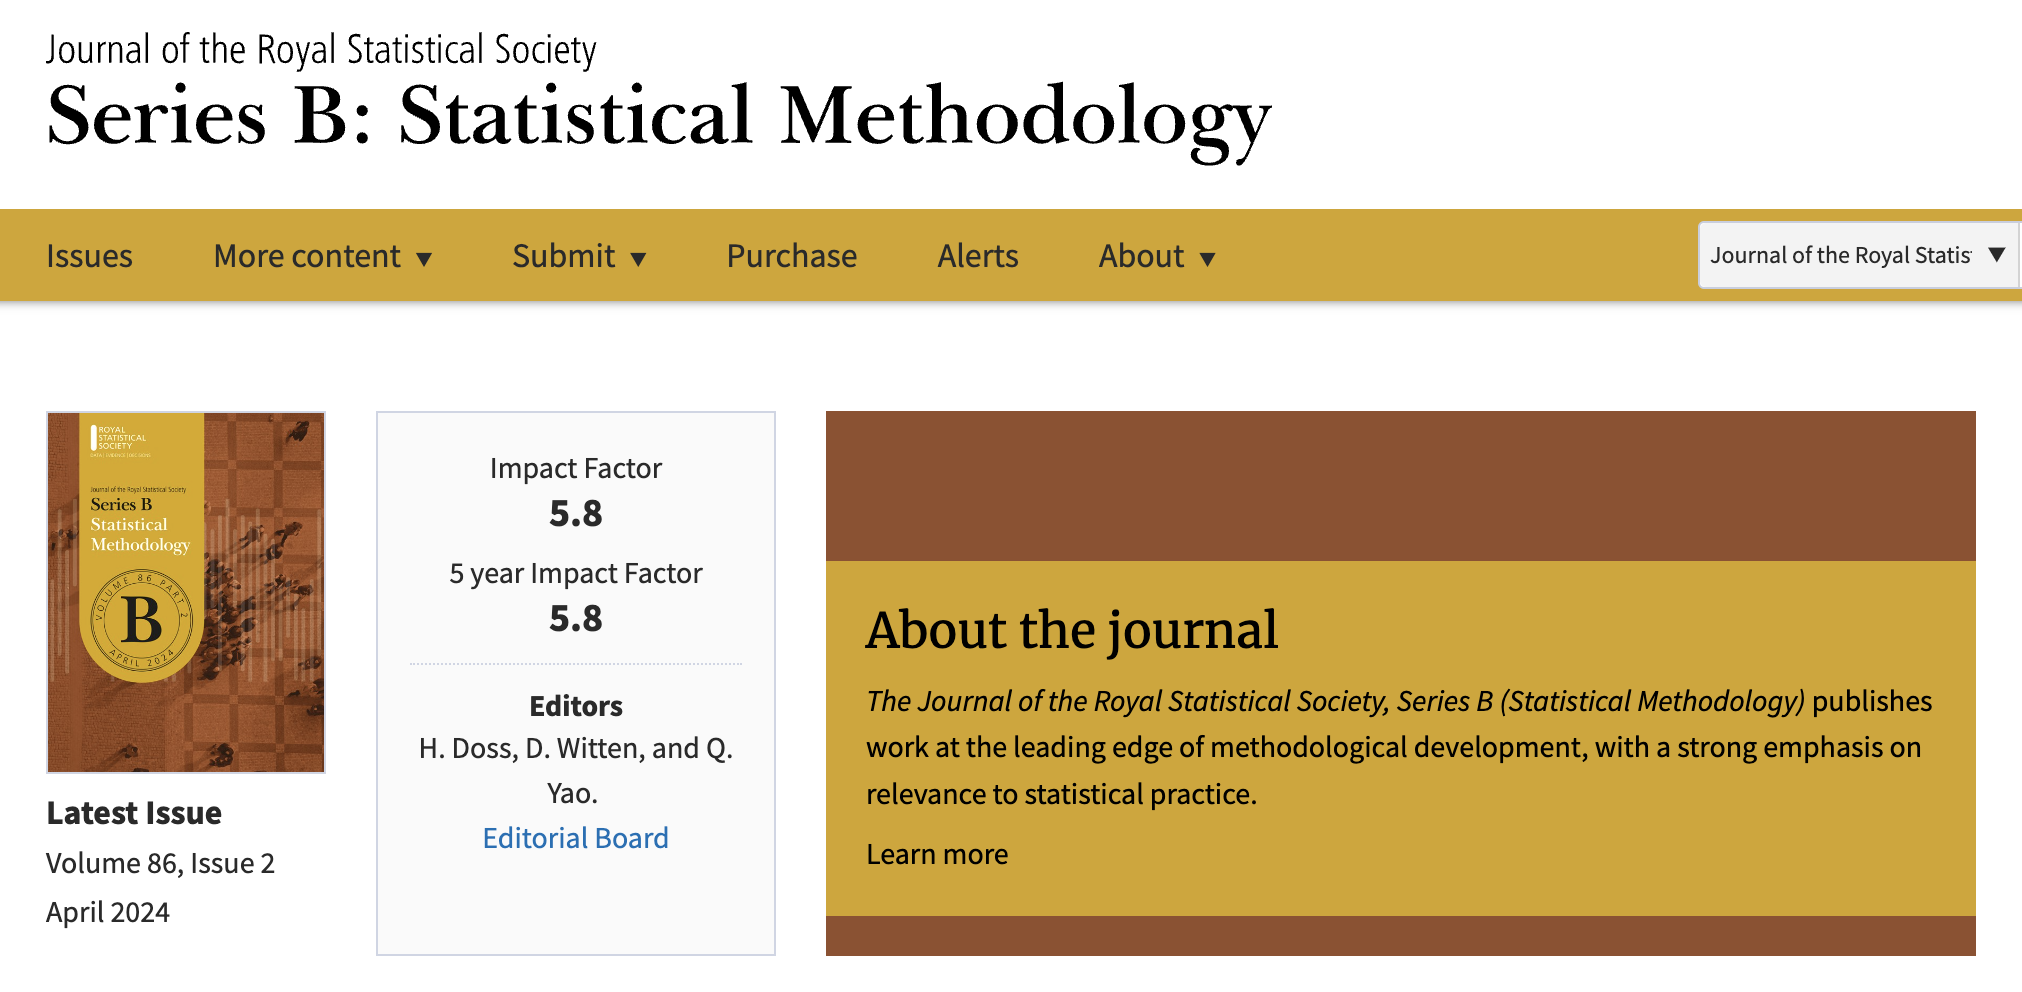 Journal of the Royal Statistical Society
Series B: Statistical Methodology
Issues More content ▼ Submit ▼ Purchase Alerts About ▼ Journal of the Royal Statis ▼
ROYAL
STATISTICAL
SOCIETY
DATA | EVIDENCE | DECISIONS
Journal of the Royal Statistical Society
Series B
Statistical
Methodology
VOLUME 86 PART 2
B
APRIL 2024
Latest Issue
Volume 86, Issue 2
April 2024
Impact Factor
5.8
5 year Impact Factor
5.8
Editors
H. Doss, D. Witten, and Q.
Yao.
Editorial Board
About the journal
The Journal of the Royal Statistical Society, Series B (Statistical Methodology) publishes
work at the leading edge of methodological development, with a strong emphasis on
relevance to statistical practice.
Learn more